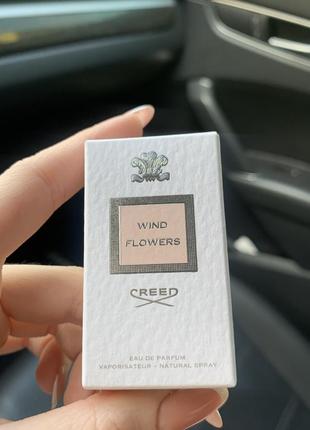 WIND
FLOWERS
CREED
EAU DE PARFUM
VAPORISATEUR - NATURAL SPRAY